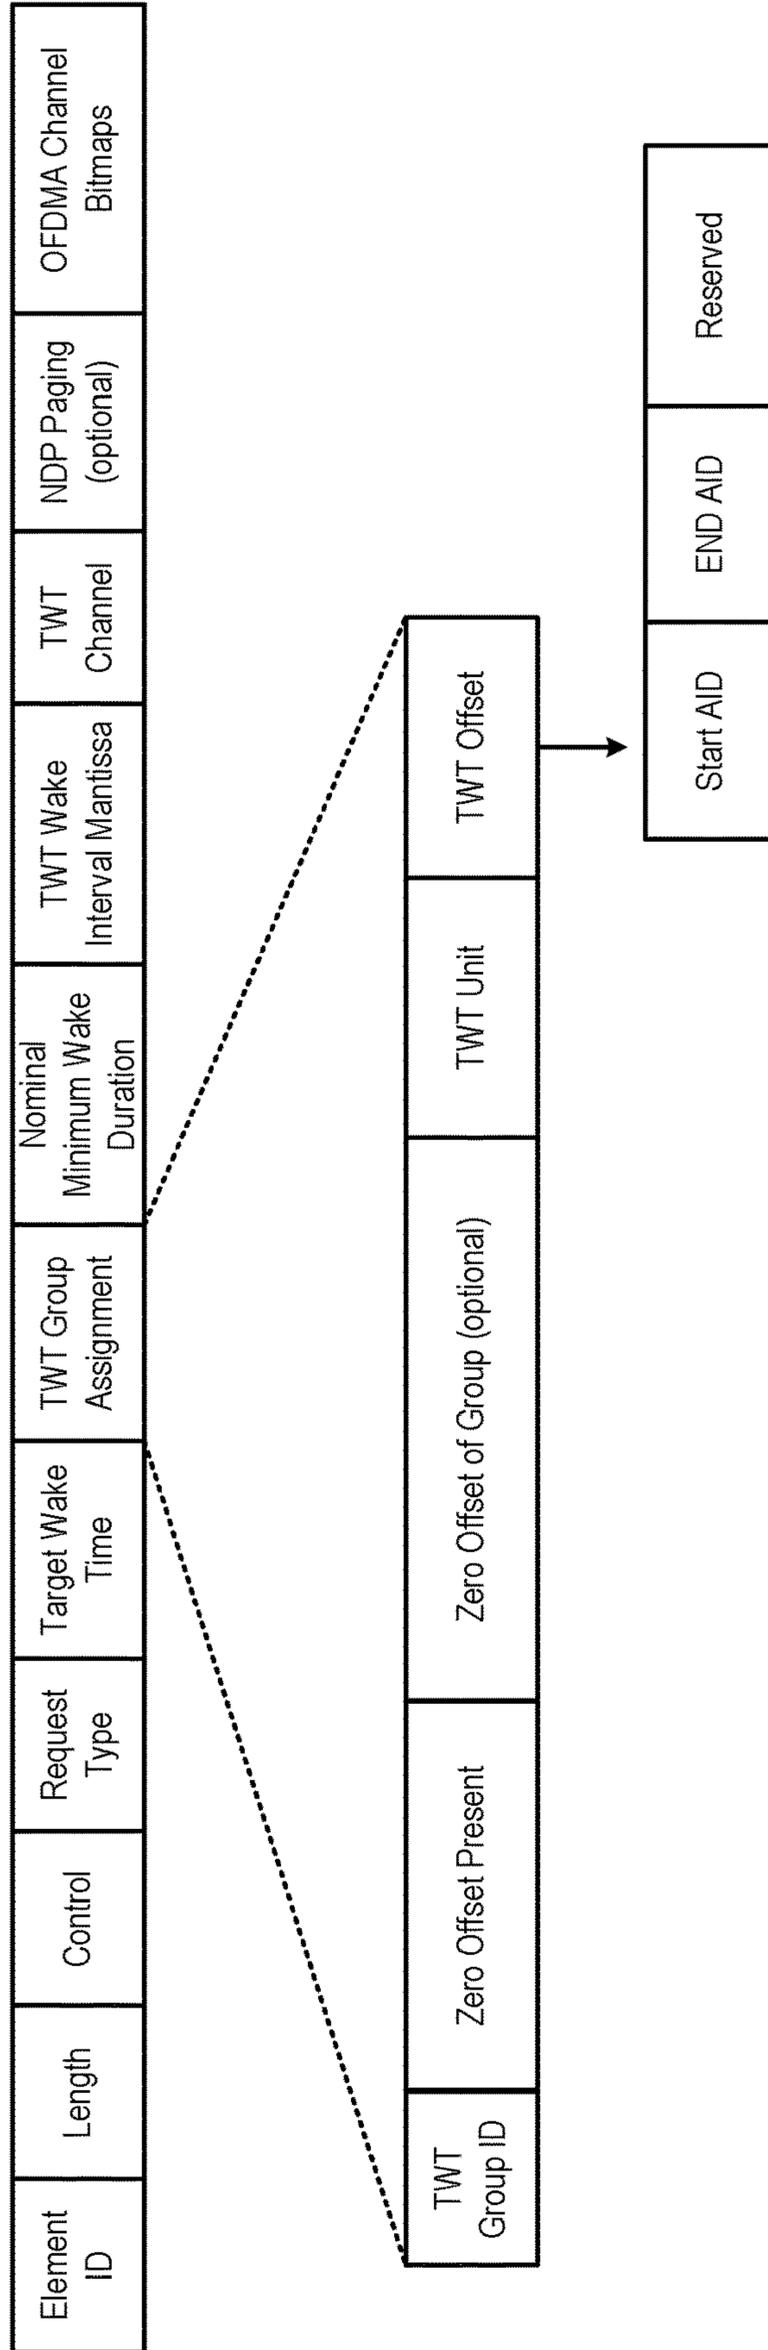 Element
ID
Length
Control
Request
Type
Target Wake
Time
TWT Group
Assignment
Nominal
Minimum Wake
Duration
TWT Wake
Interval Mantissa
TWT
Channel
NDP Paging
(optional)
OFDMA Channel
Bitmaps
TWT
Group ID
Zero Offset Present
Zero Offset of Group (optional)
TWT Unit
TWT Offset
Start AID
END AID
Reserved